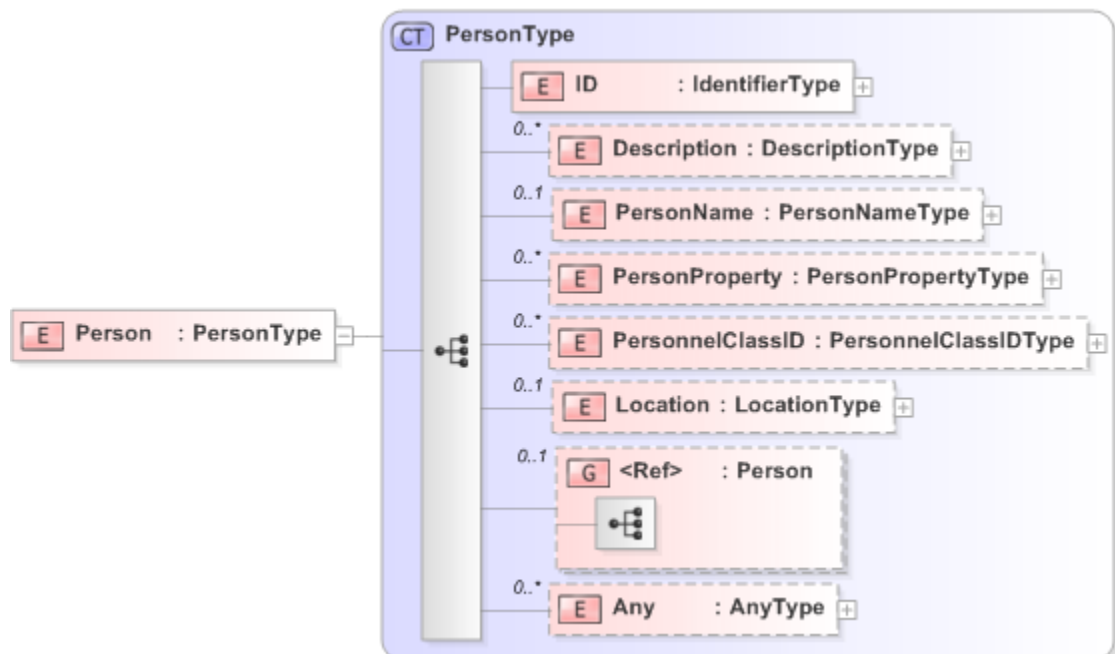 CT PersonType
E ID : IdentifierType
0..*
E Description : DescriptionType
0..1
E PersonName : PersonNameType
0..*
E PersonProperty : PersonPropertyType
E Person : PersonType
0..*
E PersonnelClassID : PersonnelClassIDType
0..1
E Location : LocationType
0..1
G <Ref> : Person
0..*
E Any : AnyType